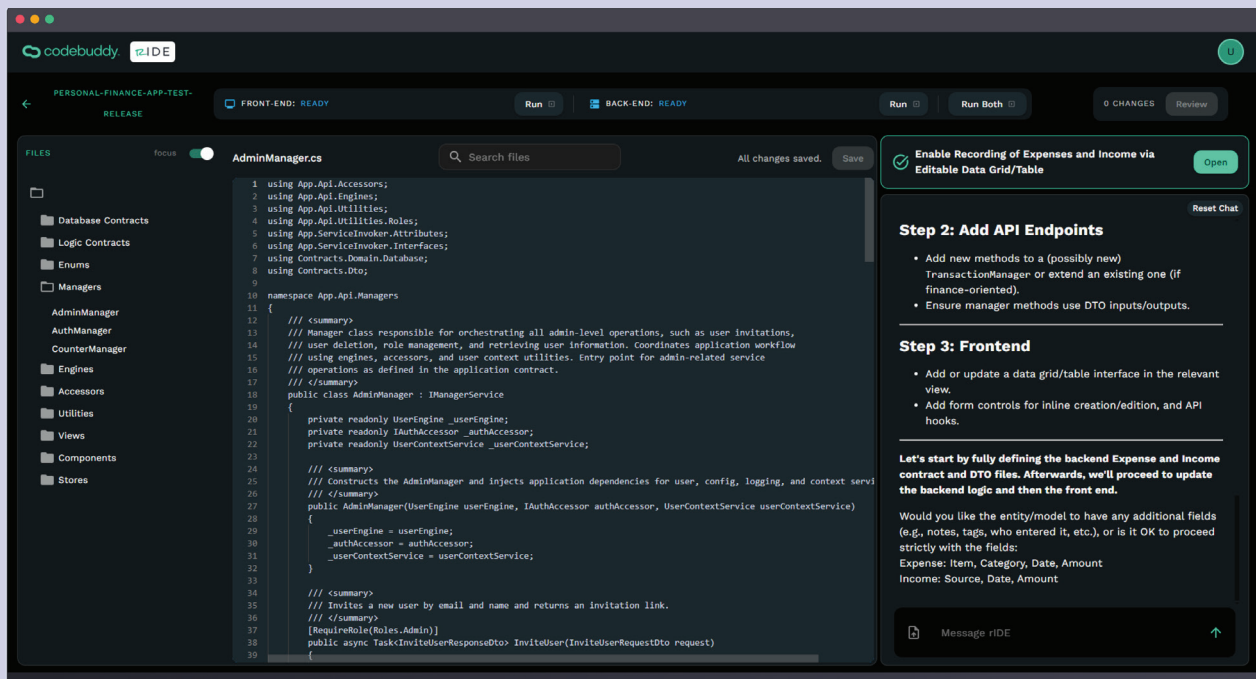 codebuddy. rIDE
U
PERSONAL-FINANCE-APP-TEST-
RELEASE
FRONT-END: READY
Run
BACK-END: READY
Run
Run Both
0 CHANGES
Review
FILES
focus
Database Contracts
Logic Contracts
Enums
Managers
AdminManager
AuthManager
CounterManager
Engines
Accessors
Utilities
Views
Components
Stores
AdminManager.cs
Search files
All changes saved.
Save
1 using App.Api.Accessors;
2 using App.Api.Engines;
3 using App.Api.Utilities;
4 using App.Api.Utilities.Roles;
5 using App.ServiceInvoker.Attributes;
6 using App.ServiceInvoker.Interfaces;
7 using Contracts.Domain.Database;
8 using Contracts.Dto;
9
10 namespace App.Api.Managers
11 {
12 /// <summary>
13 /// Manager class responsible for orchestrating all admin-level operations, such as user invitations,
14 /// user deletion, role management, and retrieving user information. Coordinates application workflow
15 /// using engines, accessors, and user context utilities. Entry point for admin-related service
16 /// operations as defined in the application contract.
17 /// </summary>
18 public class AdminManager : IManagerService
19 {
20 private readonly UserEngine _userEngine;
21 private readonly IAuthAccessor _authAccessor;
22 private readonly UserContextService _userContextService;
23
24 /// <summary>
25 /// Constructs the AdminManager and injects application dependencies for user, config, logging, and context servi
26 /// </summary>
27 public AdminManager(UserEngine userEngine, IAuthAccessor authAccessor, UserContextService userContextService)
28 {
29 _userEngine = userEngine;
30 _authAccessor = authAccessor;
31 _userContextService = userContextService;
32 }
33
34 /// <summary>
35 /// Invites a new user by email and name and returns an invitation link.
36 /// </summary>
37 [RequireRole(Roles.Admin)]
38 public async Task<InviteUserResponseDto> InviteUser(InviteUserRequestDto request)
39 {
Enable Recording of Expenses and Income via
Editable Data Grid/Table
Open
Reset Chat
Step 2: Add API Endpoints
• Add new methods to a (possibly new)
TransactionManager or extend an existing one (if
finance-oriented).
• Ensure manager methods use DTO inputs/outputs.
Step 3: Frontend
• Add or update a data grid/table interface in the relevant
view.
• Add form controls for inline creation/edition, and API
hooks.
Let's start by fully defining the backend Expense and Income
contract and DTO files. Afterwards, we'll proceed to update
the backend logic and then the front end.
Would you like the entity/model to have any additional fields
(e.g., notes, tags, who entered it, etc.), or is it OK to proceed
strictly with the fields:
Expense: Item, Category, Date, Amount
Income: Source, Date, Amount
Message rIDE